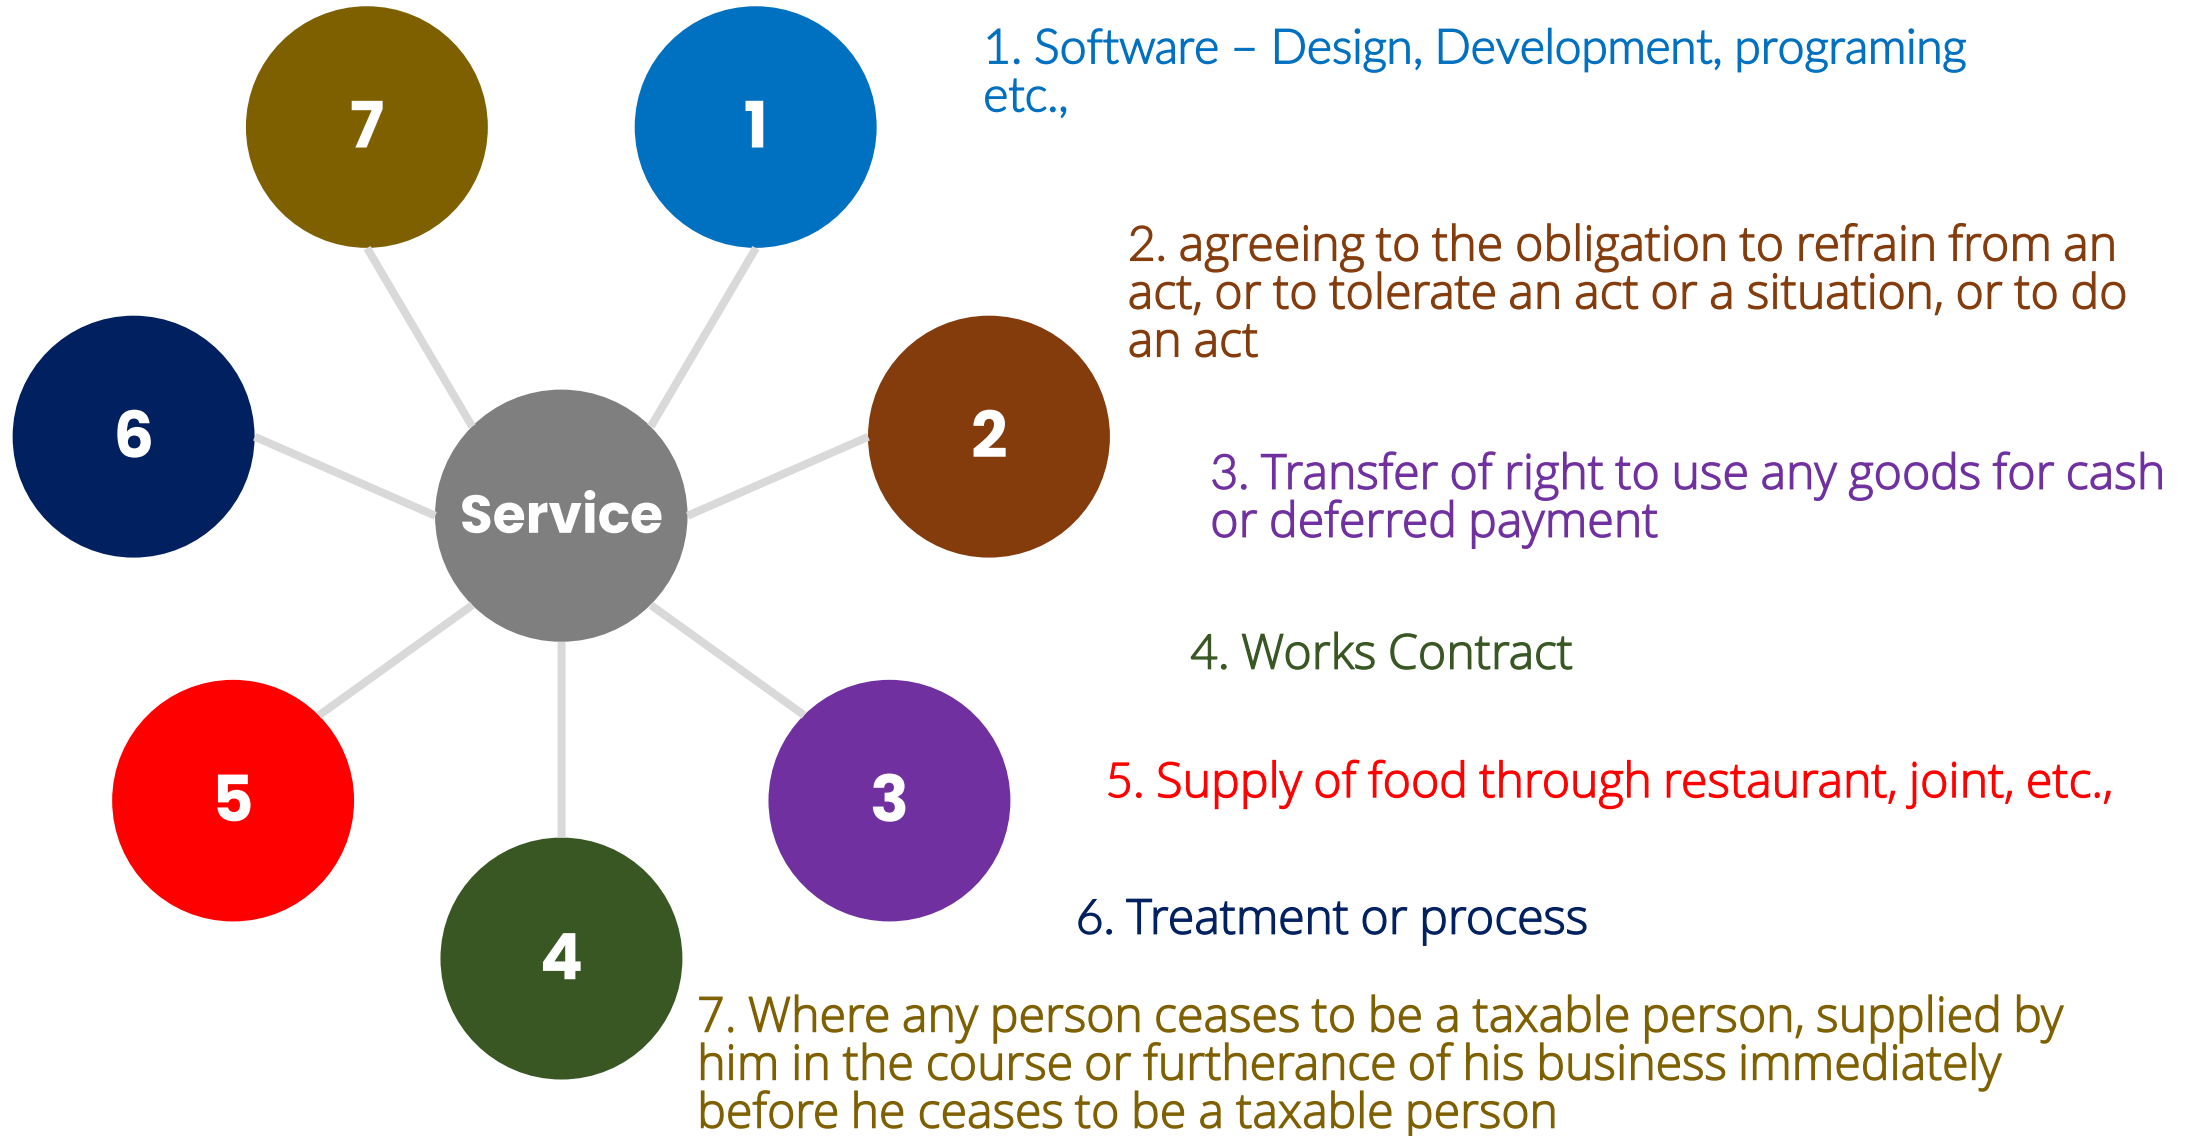 7
1
6
2
Service
5
3
4
1. Software – Design, Development, programing
etc.,
2. agreeing to the obligation to refrain from an
act, or to tolerate an act or a situation, or to do
an act
3. Transfer of right to use any goods for cash
or deferred payment
4. Works Contract
5. Supply of food through restaurant, joint, etc.,
6. Treatment or process
7. Where any person ceases to be a taxable person, supplied by
him in the course or furtherance of his business immediately
before he ceases to be a taxable person